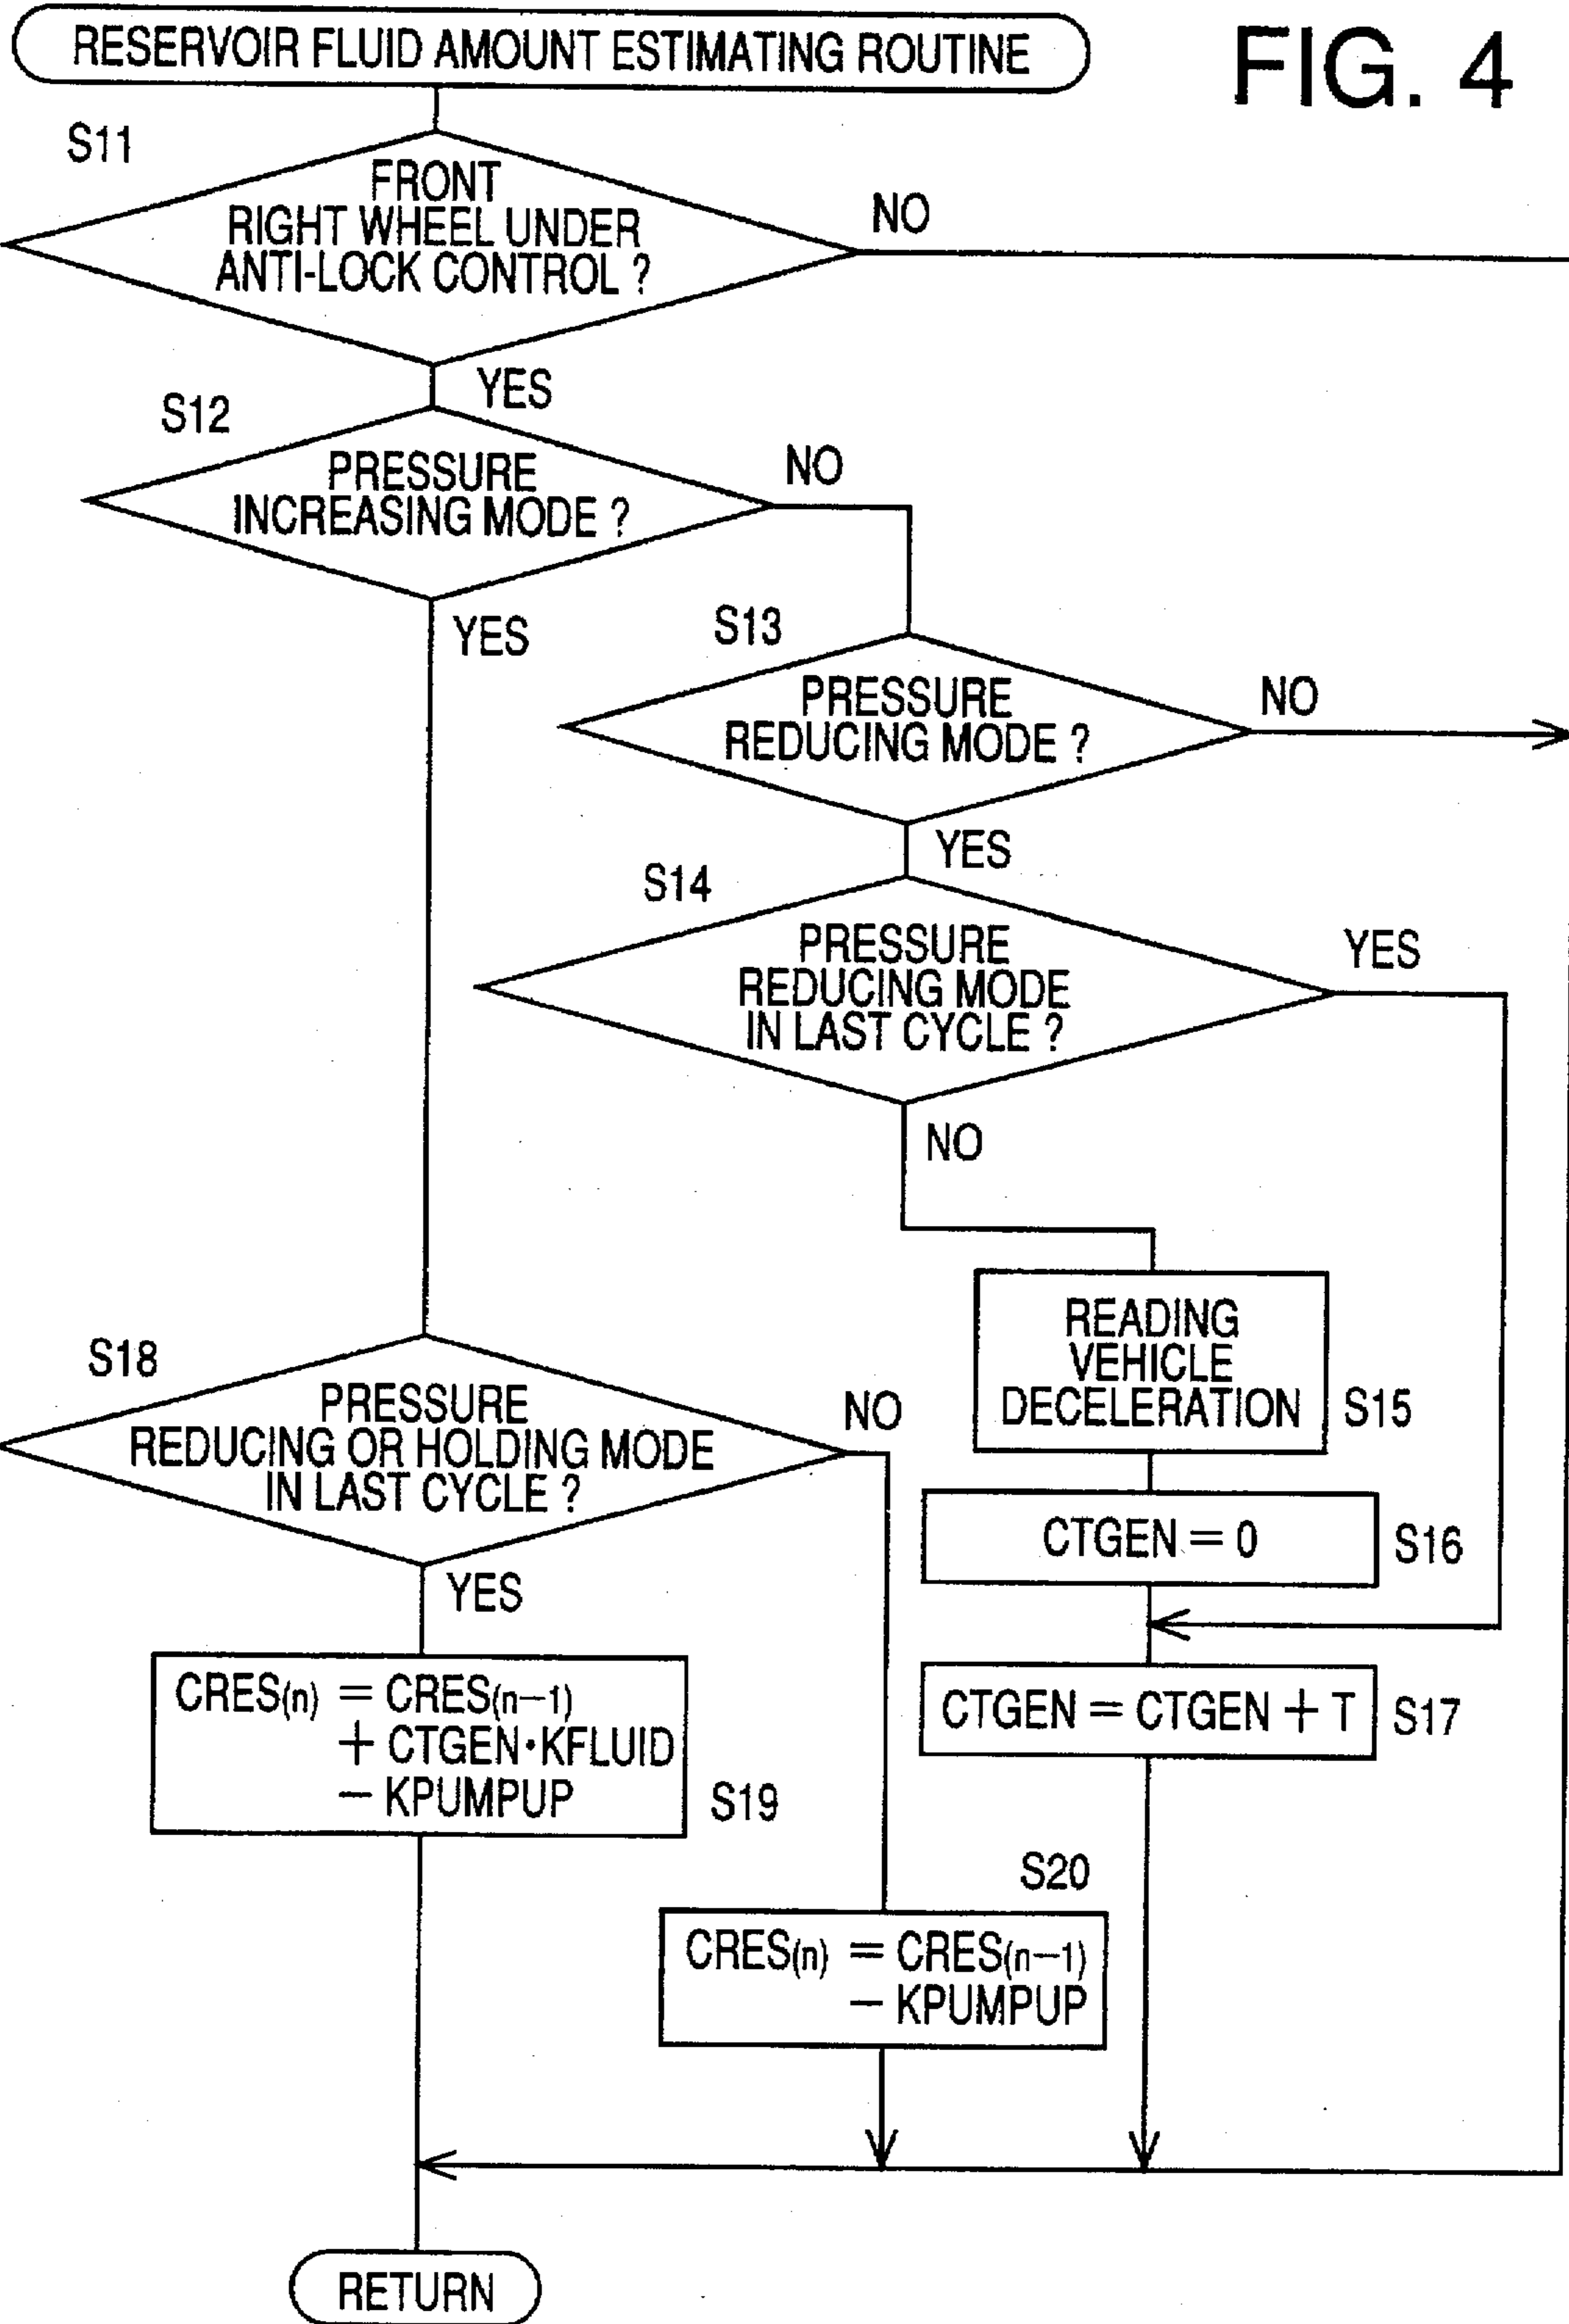 RESERVOIR FLUID AMOUNT ESTIMATING ROUTINE
FIG. 4
S11
FRONT
RIGHT WHEEL UNDER
ANTI-LOCK CONTROL ?
NO
YES
S12
PRESSURE
INCREASING MODE ?
NO
YES
S13
PRESSURE
REDUCING MODE ?
NO
YES
S14
PRESSURE
REDUCING MODE
IN LAST CYCLE ?
YES
NO
READING
VEHICLE
DECELERATION
S15
S18
PRESSURE
REDUCING OR HOLDING MODE
IN LAST CYCLE ?
NO
YES
CTGEN = 0
S16
CTGEN = CTGEN + T
S17
CRES(n) = CRES(n−1)
+ CTGEN·KFLUID
− KPUMPUP
S19
S20
CRES(n) = CRES(n−1)
− KPUMPUP
RETURN